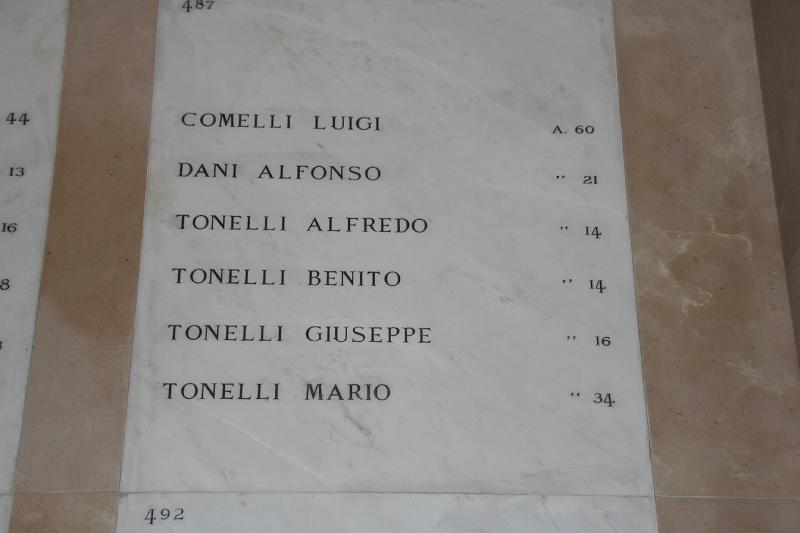 487
44
COMELLI LUIGI A. 60
13
DANI ALFONSO " 21
16
TONELLI ALFREDO " 14
8
TONELLI BENITO " 14
TONELLI GIUSEPPE " 16
TONELLI MARIO " 34
492